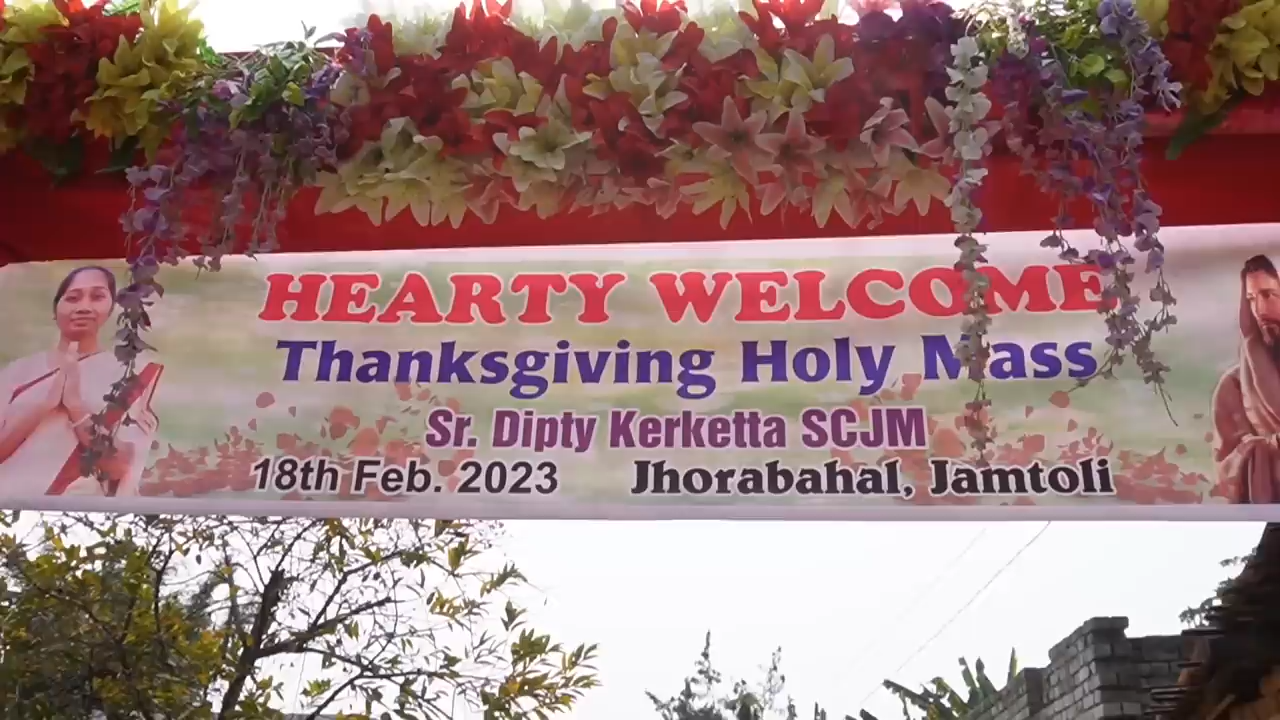 HEARTY WELCOME
Thanksgiving Holy Mass
Sr. Dipty Kerketta SCJM
18th Feb. 2023 Jhorabahal, Jamtoli